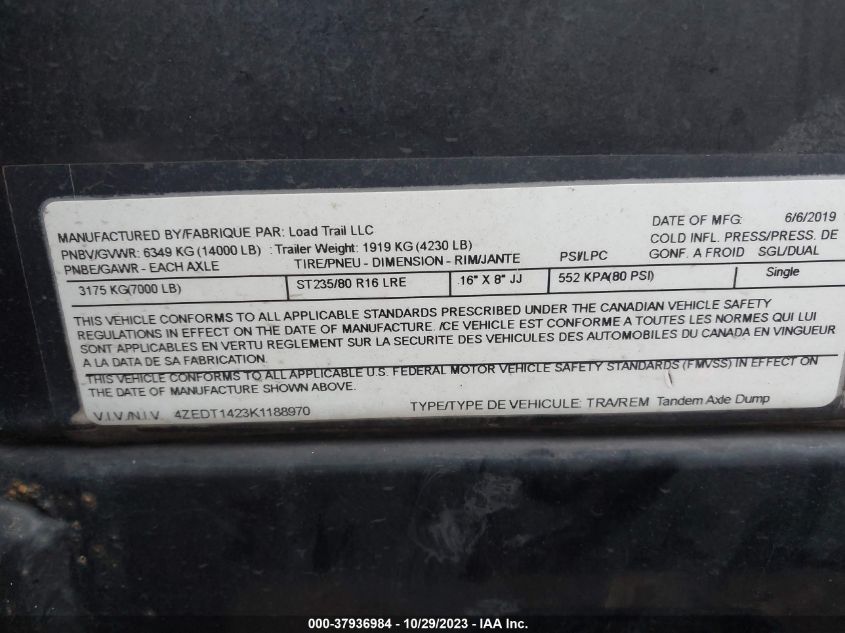 MANUFACTURED BY/FABRIQUE PAR: Load Trail LLC
DATE OF MFG: 6/6/2019
PNBV/GVWR: 6349 KG (14000 LB) : Trailer Weight: 1919 KG (4230 LB)
COLD INFL. PRESS/PRESS. DE
PNBE/GAWR - EACH AXLE TIRE/PNEU - DIMENSION - RIM/JANTE PSI/LPC GONF. A FROID SGL/DUAL
3175 KG(7000 LB) ST235/80 R16 LRE 16" X 8" JJ 552 KPA(80 PSI) Single
THIS VEHICLE CONFORMS TO ALL APPLICABLE STANDARDS PRESCRIBED UNDER THE CANADIAN VEHICLE SAFETY
REGULATIONS IN EFFECT ON THE DATE OF MANUFACTURE. /CE VEHICLE EST CONFORME A TOUTES LES NORMES QUI LUI
SONT APPLICABLES EN VERTU REGLEMENT SUR LA SECURITE DES VEHICULES DES AUTOMOBILES DU CANADA EN VINGUEUR
A LA DATA DE SA FABRICATION.
THIS VEHICLE CONFORMS TO ALL APPLICABLE U.S. FEDERAL MOTOR VEHICLE SAFETY STANDARDS (FMVSS) IN EFFECT ON
THE DATE OF MANUFACTURE SHOWN ABOVE.
V.I.V./N.I.V. 4ZEDT1423K1188970 TYPE/TYPE DE VEHICULE: TRA/REM Tandem Axle Dump
000-37936984 - 10/29/2023 - IAA Inc.